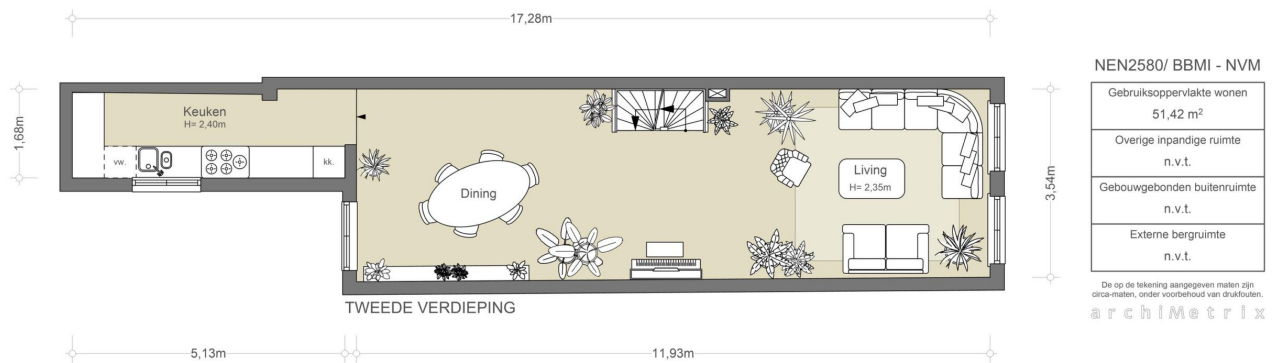 17,28m
NEN2580/ BBMI - NVM
Gebruiksoppervlakte wonen
51,42 m²
Overige inpandige ruimte
n.v.t.
Gebouwgebonden buitenruimte
n.v.t.
Externe bergruimte
n.v.t.
De op de tekening aangegeven maten zijn
circa-maten, onder voorbehoud van drukfouten.
archiMetrix
1,68m
Keuken
H= 2,40m
vw.
kk.
Dining
Living
H= 2,35m
3,54m
TWEEDE VERDIEPING
5,13m
11,93m